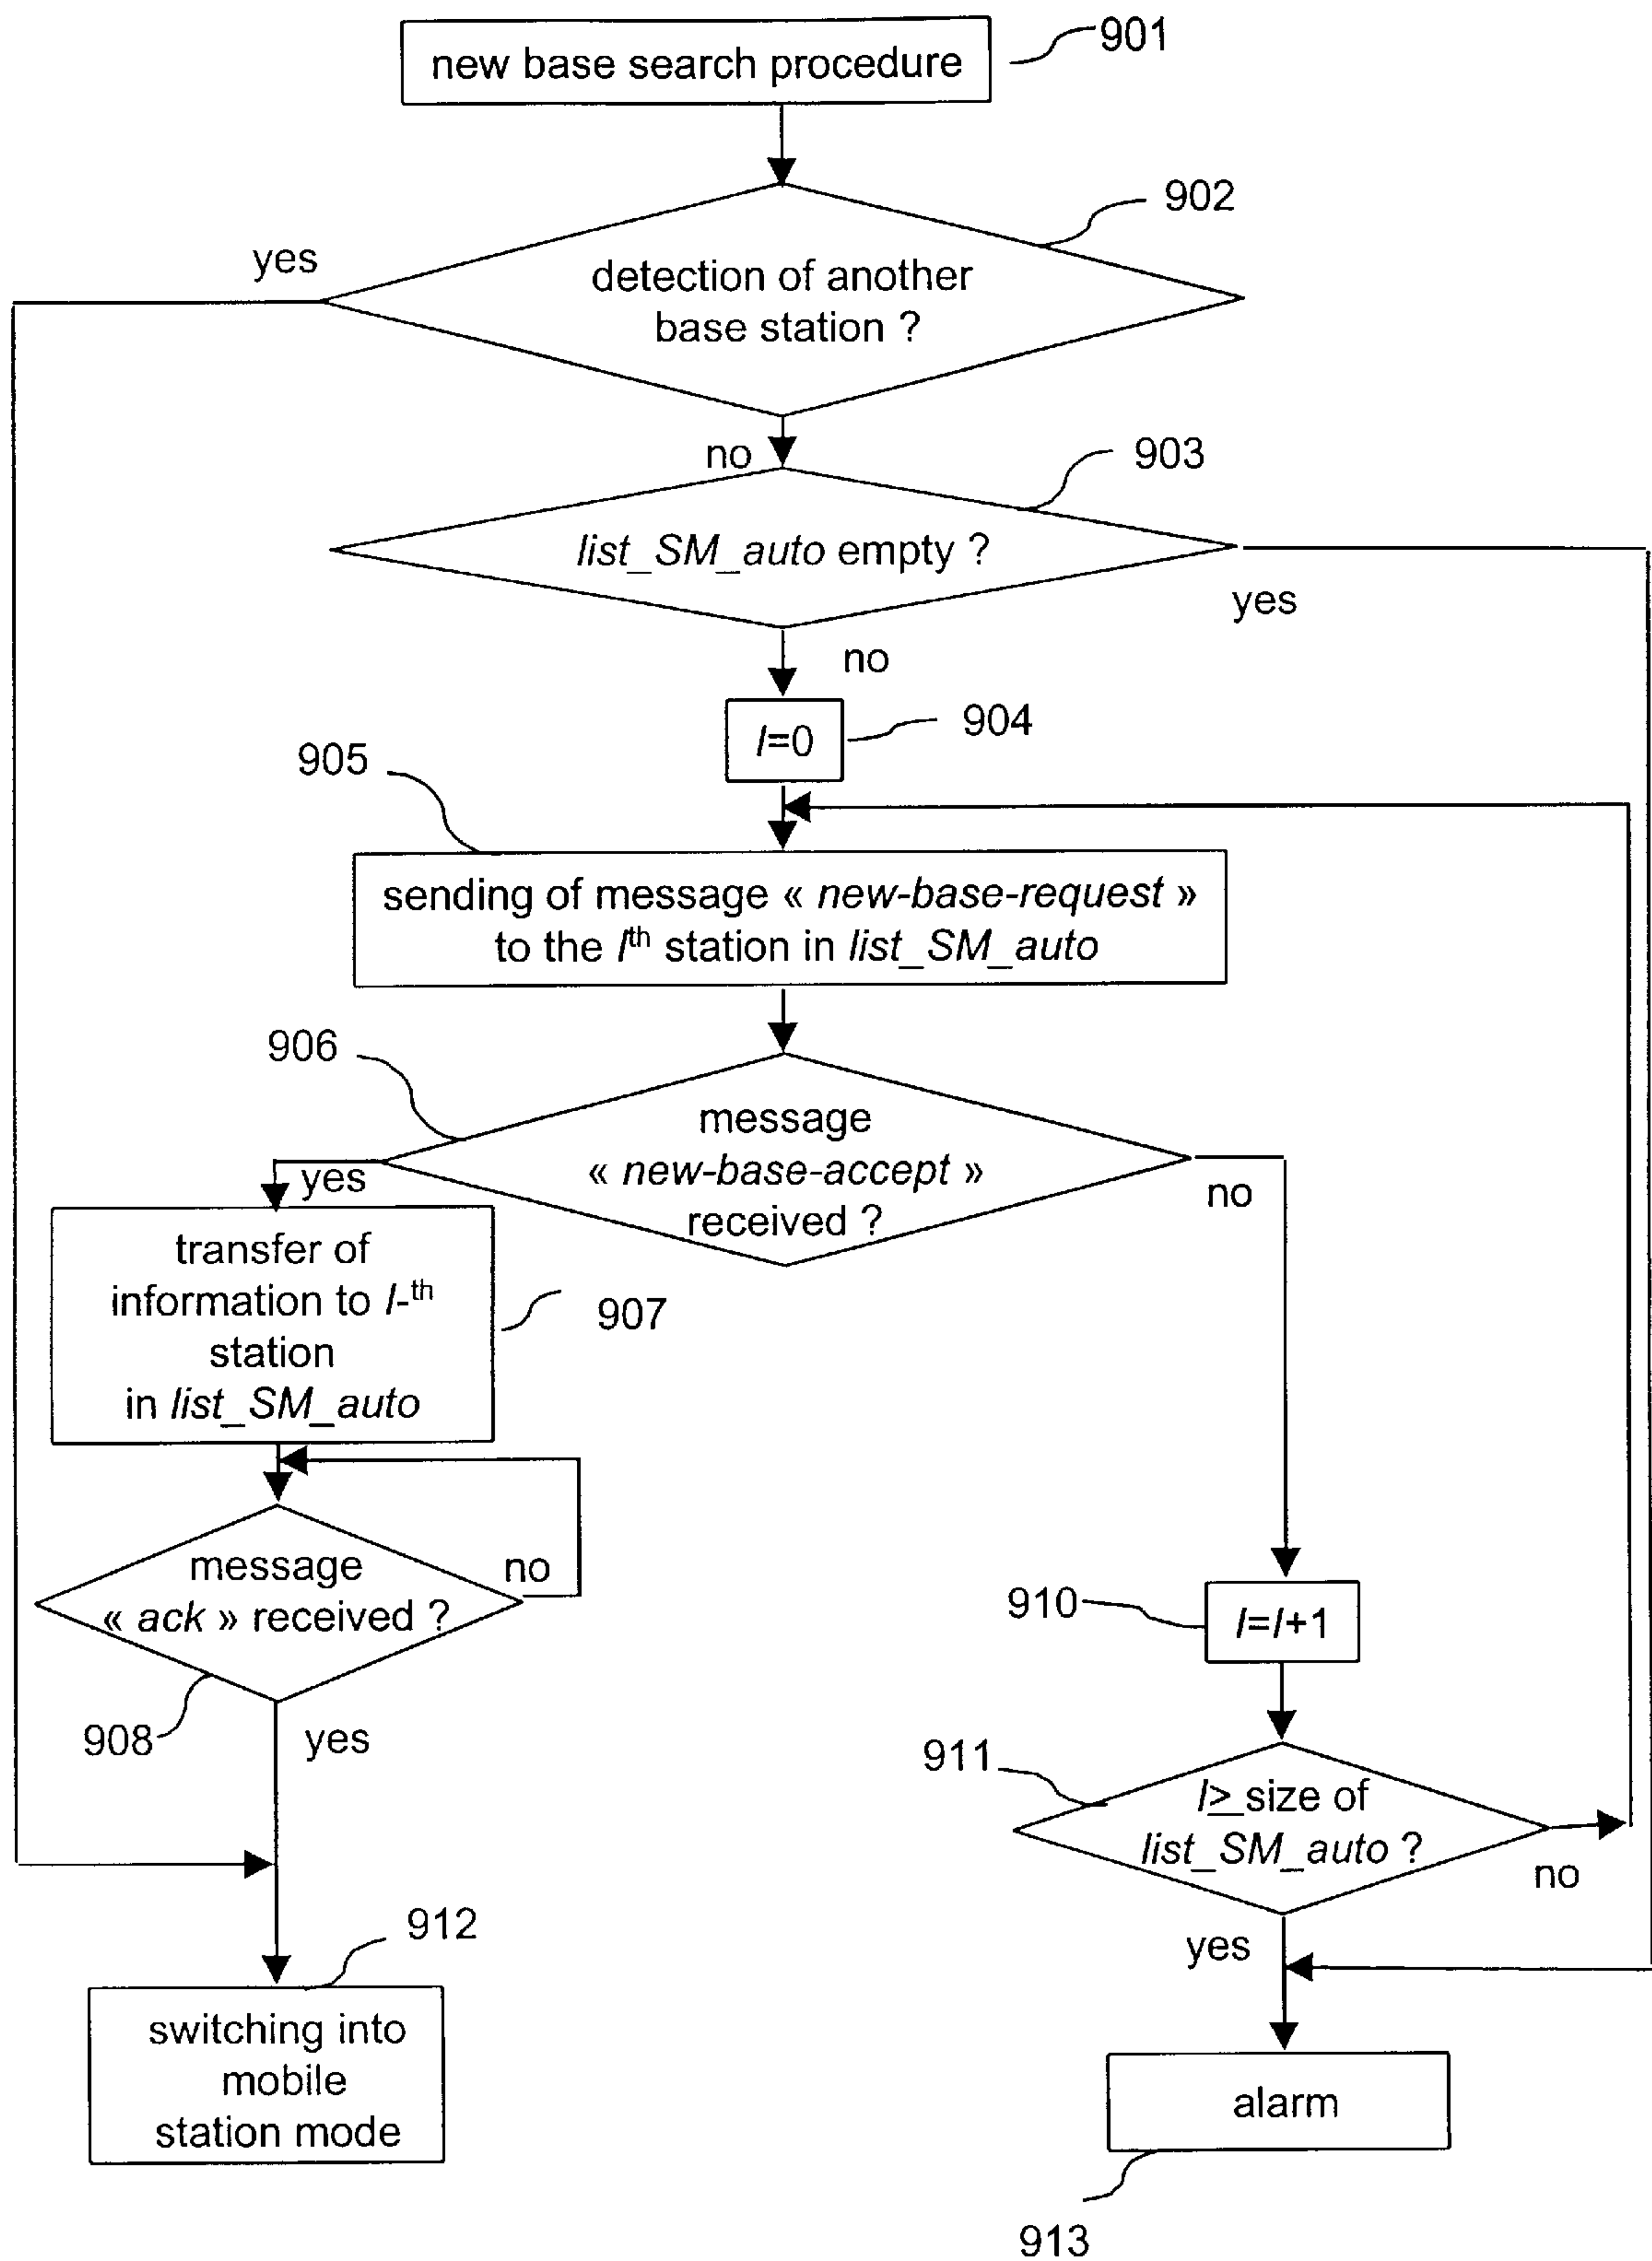 new base search procedure
901
902
yes
detection of another
base station ?
no
903
list_SM_auto empty ?
yes
no
l=0
904
905
sending of message « new-base-request »
to the lth station in list_SM_auto
906
message
« new-base-accept »
received ?
yes
no
transfer of
information to l-th
station
in list_SM_auto
907
message
« ack » received ?
no
908
yes
910
l=l+1
911
l≥ size of
list_SM_auto ?
no
yes
912
switching into
mobile
station mode
alarm
913